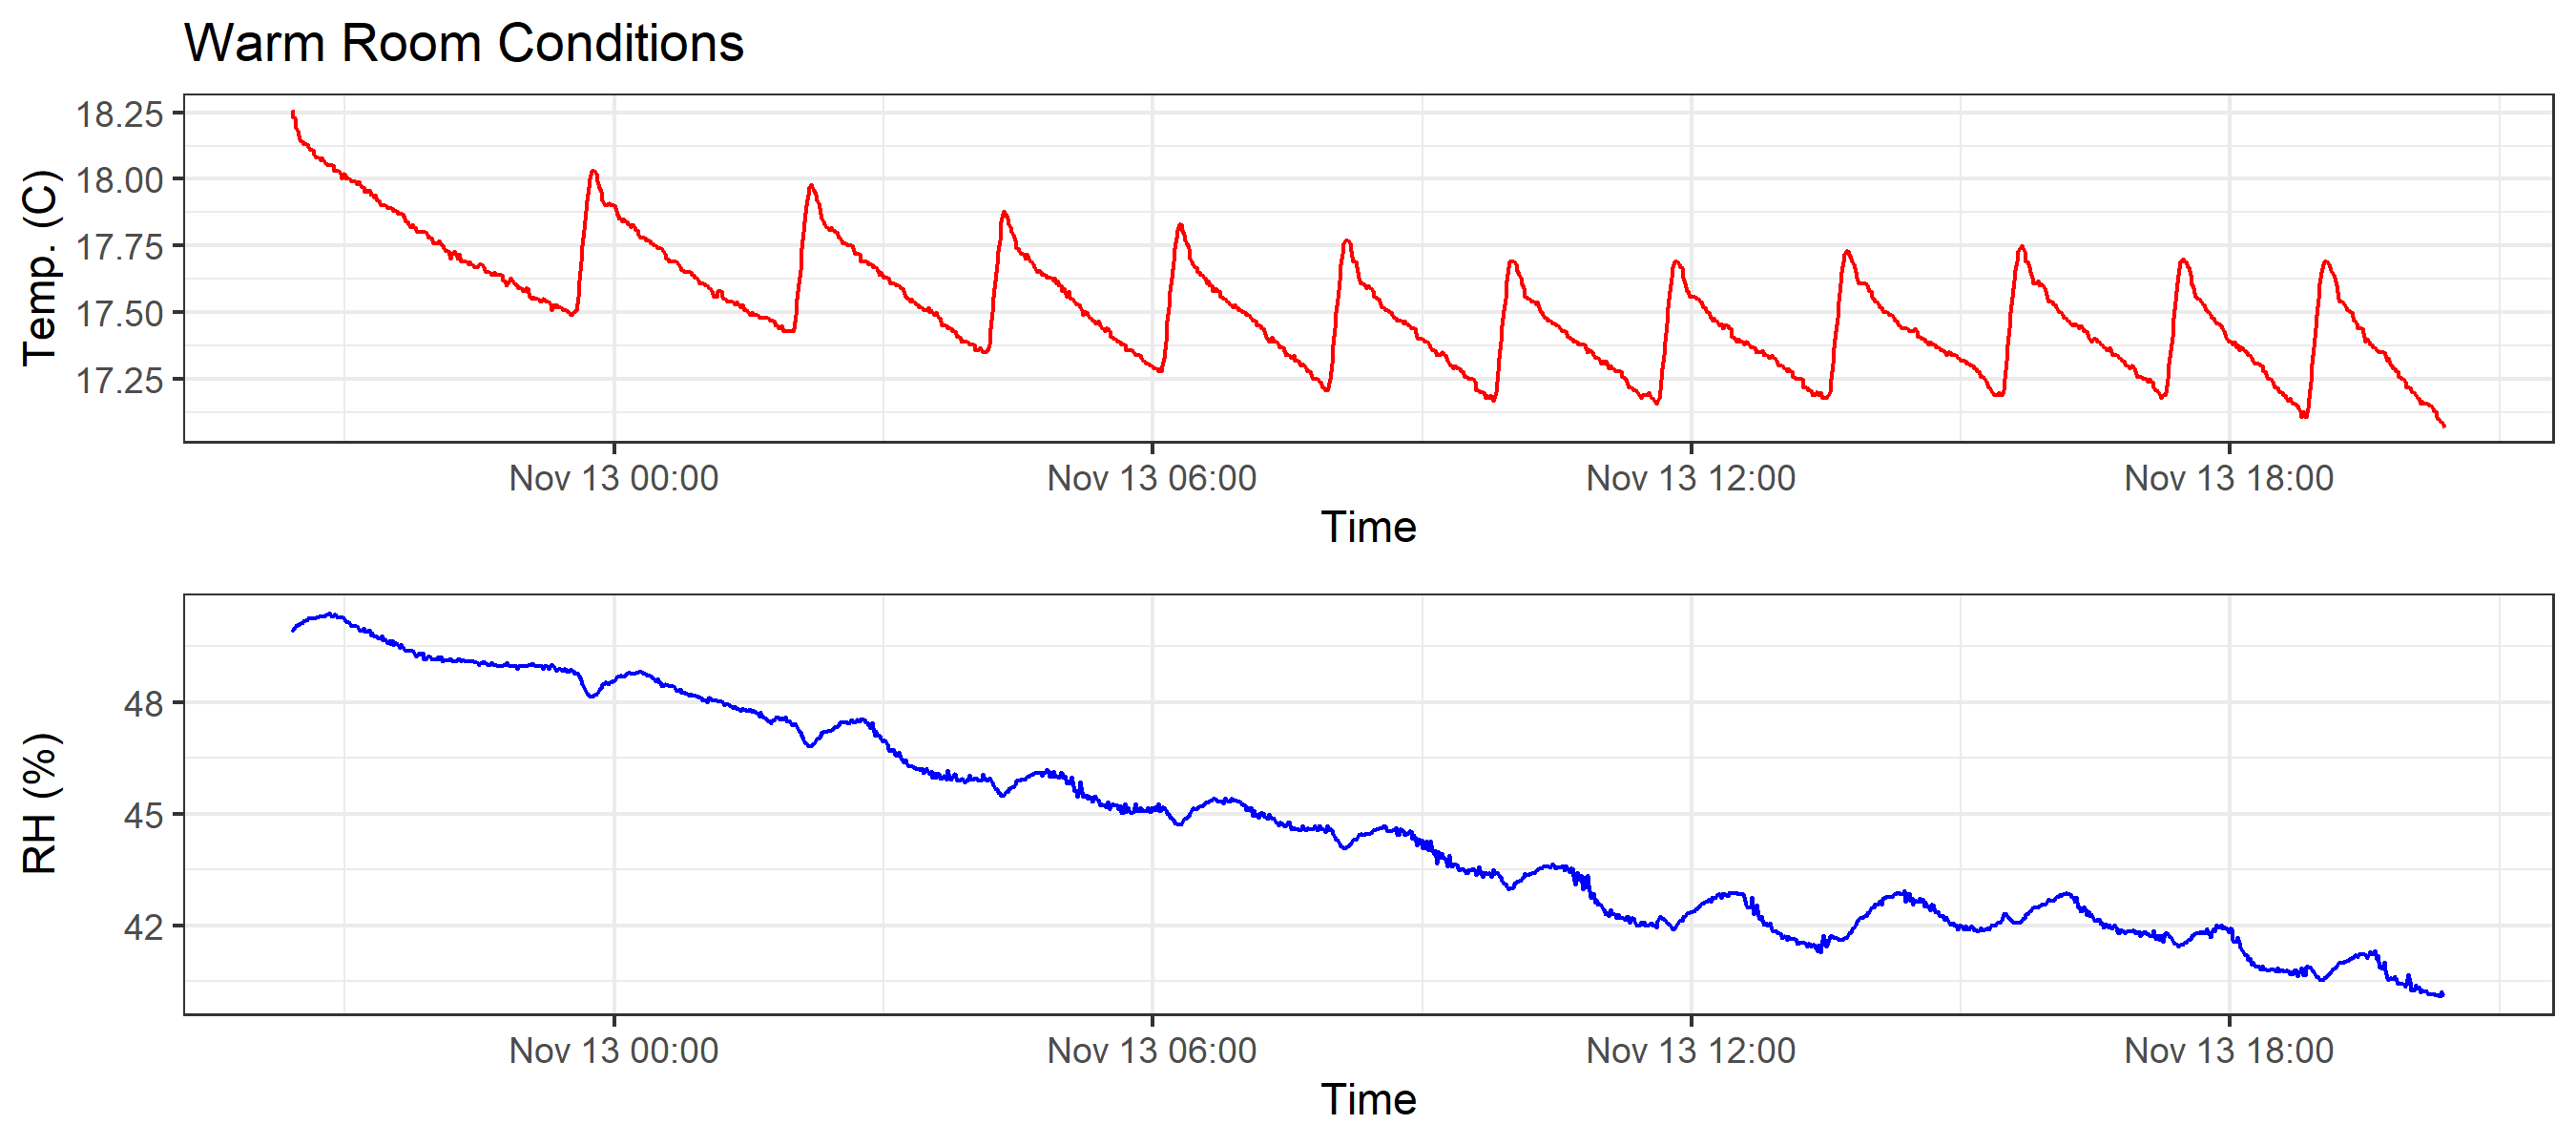 Warm Room Conditions
Temp. (C)
18.25
18.00
17.75
17.50
17.25
Nov 13 00:00 Nov 13 06:00 Nov 13 12:00 Nov 13 18:00
Time
RH (%)
48
45
42
Nov 13 00:00 Nov 13 06:00 Nov 13 12:00 Nov 13 18:00
Time